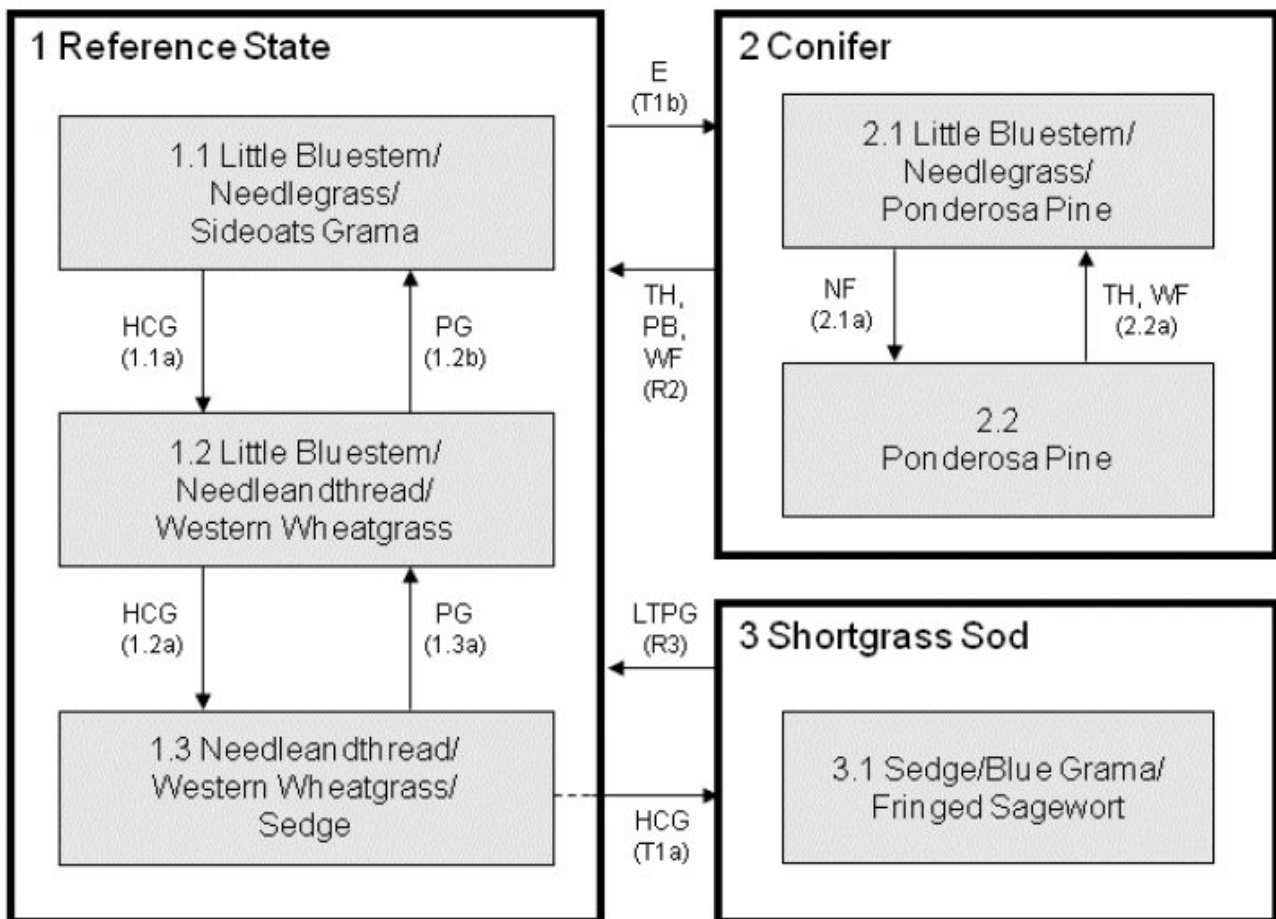 1 Reference State
1.1 Little Bluestem/
Needlegrass/
Sideoats Grama
HCG
(1.1a)
PG
(1.2b)
1.2 Little Bluestem/
Needleandthread/
Western Wheatgrass
HCG
(1.2a)
PG
(1.3a)
1.3 Needleandthread/
Western Wheatgrass/
Sedge
E
(T1b)
TH,
PB,
WF
(R2)
2 Conifer
2.1 Little Bluestem/
Needlegrass/
Ponderosa Pine
NF
(2.1a)
TH, WF
(2.2a)
2.2
Ponderosa Pine
LTPG
(R3)
HCG
(T1a)
3 Shortgrass Sod
3.1 Sedge/Blue Grama/
Fringed Sagewort